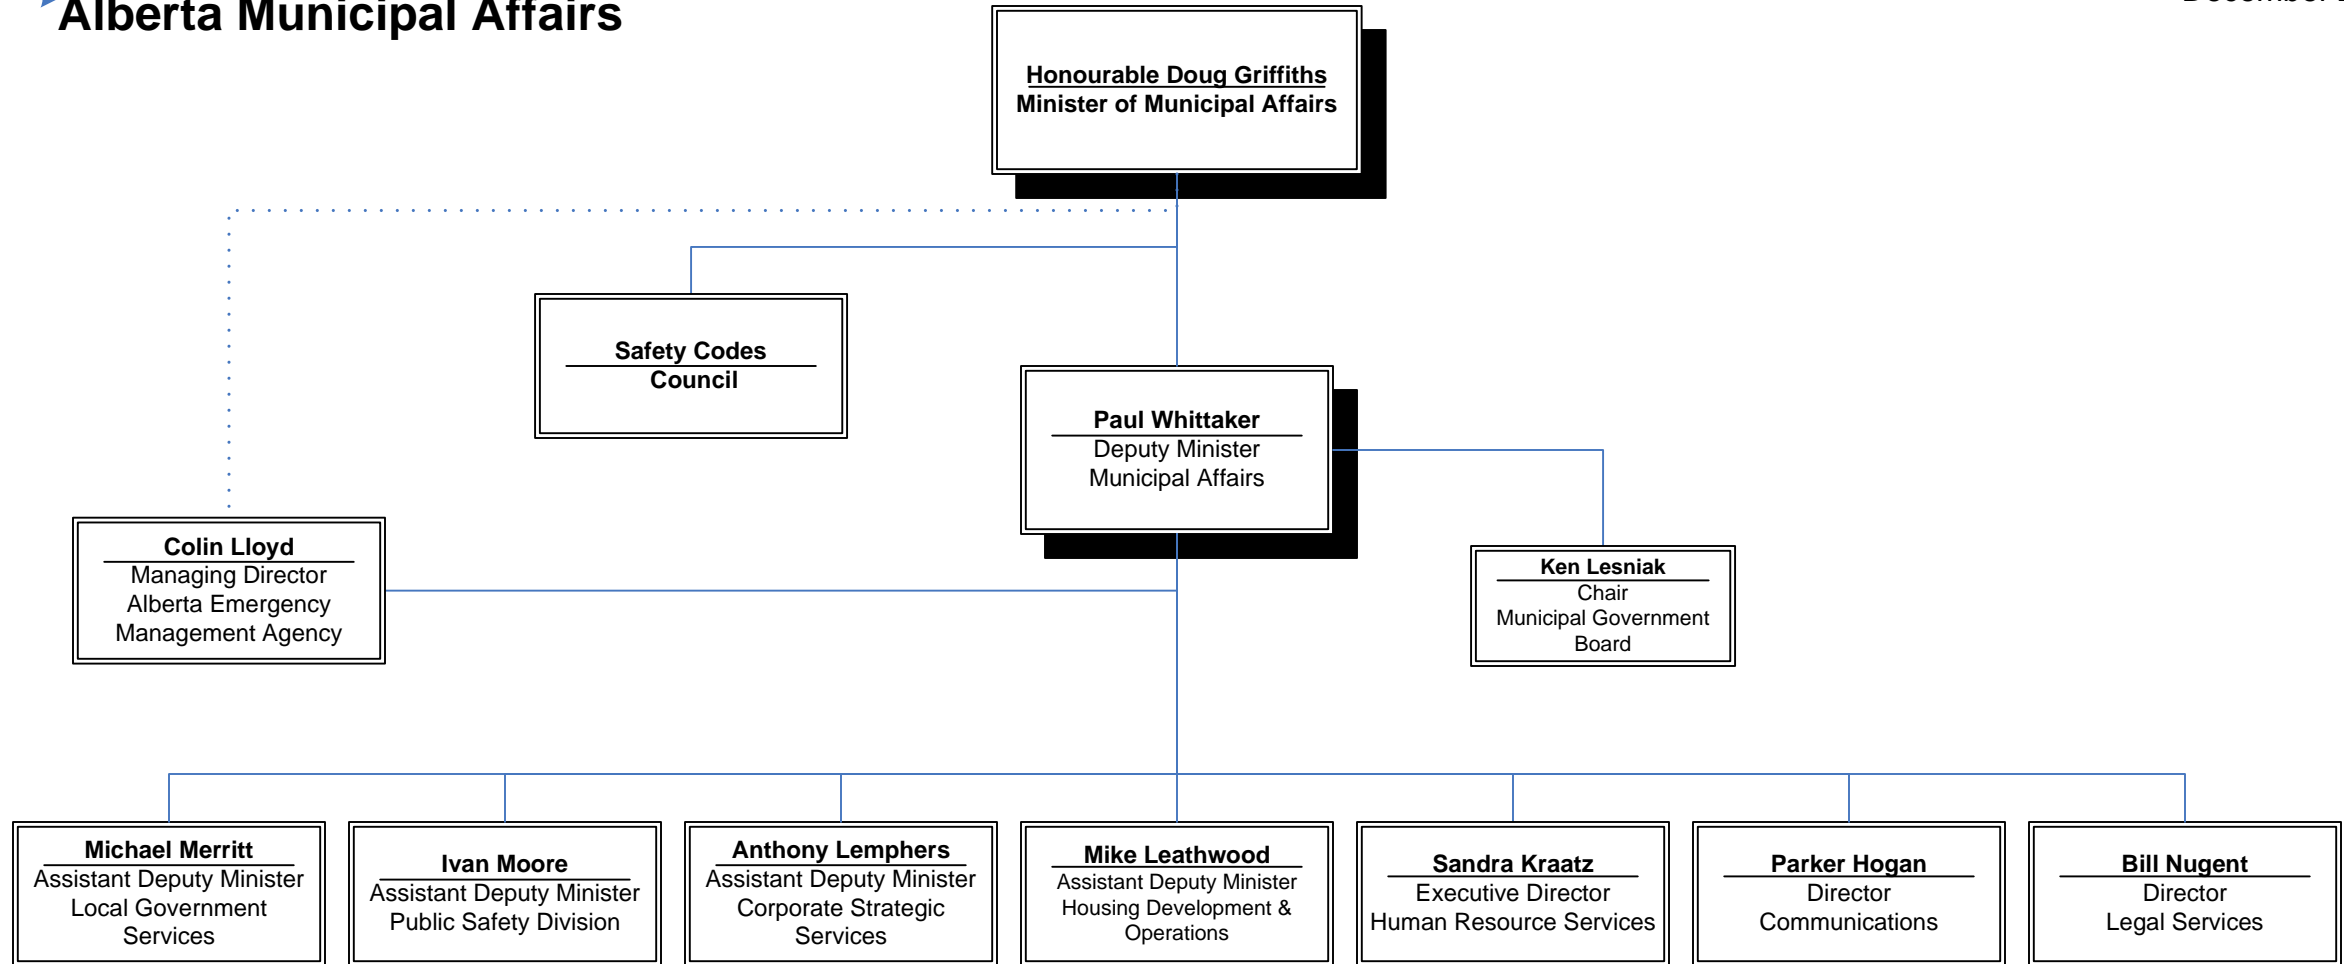 Alberta Municipal Affairs
December
Honourable Doug Griffiths
Minister of Municipal Affairs
Safety Codes
Council
Paul Whittaker
Deputy Minister
Municipal Affairs
Colin Lloyd
Managing Director
Alberta Emergency
Management Agency
Ken Lesniak
Chair
Municipal Government
Board
Michael Merritt
Assistant Deputy Minister
Local Government
Services
Ivan Moore
Assistant Deputy Minister
Public Safety Division
Anthony Lemphers
Assistant Deputy Minister
Corporate Strategic
Services
Mike Leathwood
Assistant Deputy Minister
Housing Development &
Operations
Sandra Kraatz
Executive Director
Human Resource Services
Parker Hogan
Director
Communications
Bill Nugent
Director
Legal Services